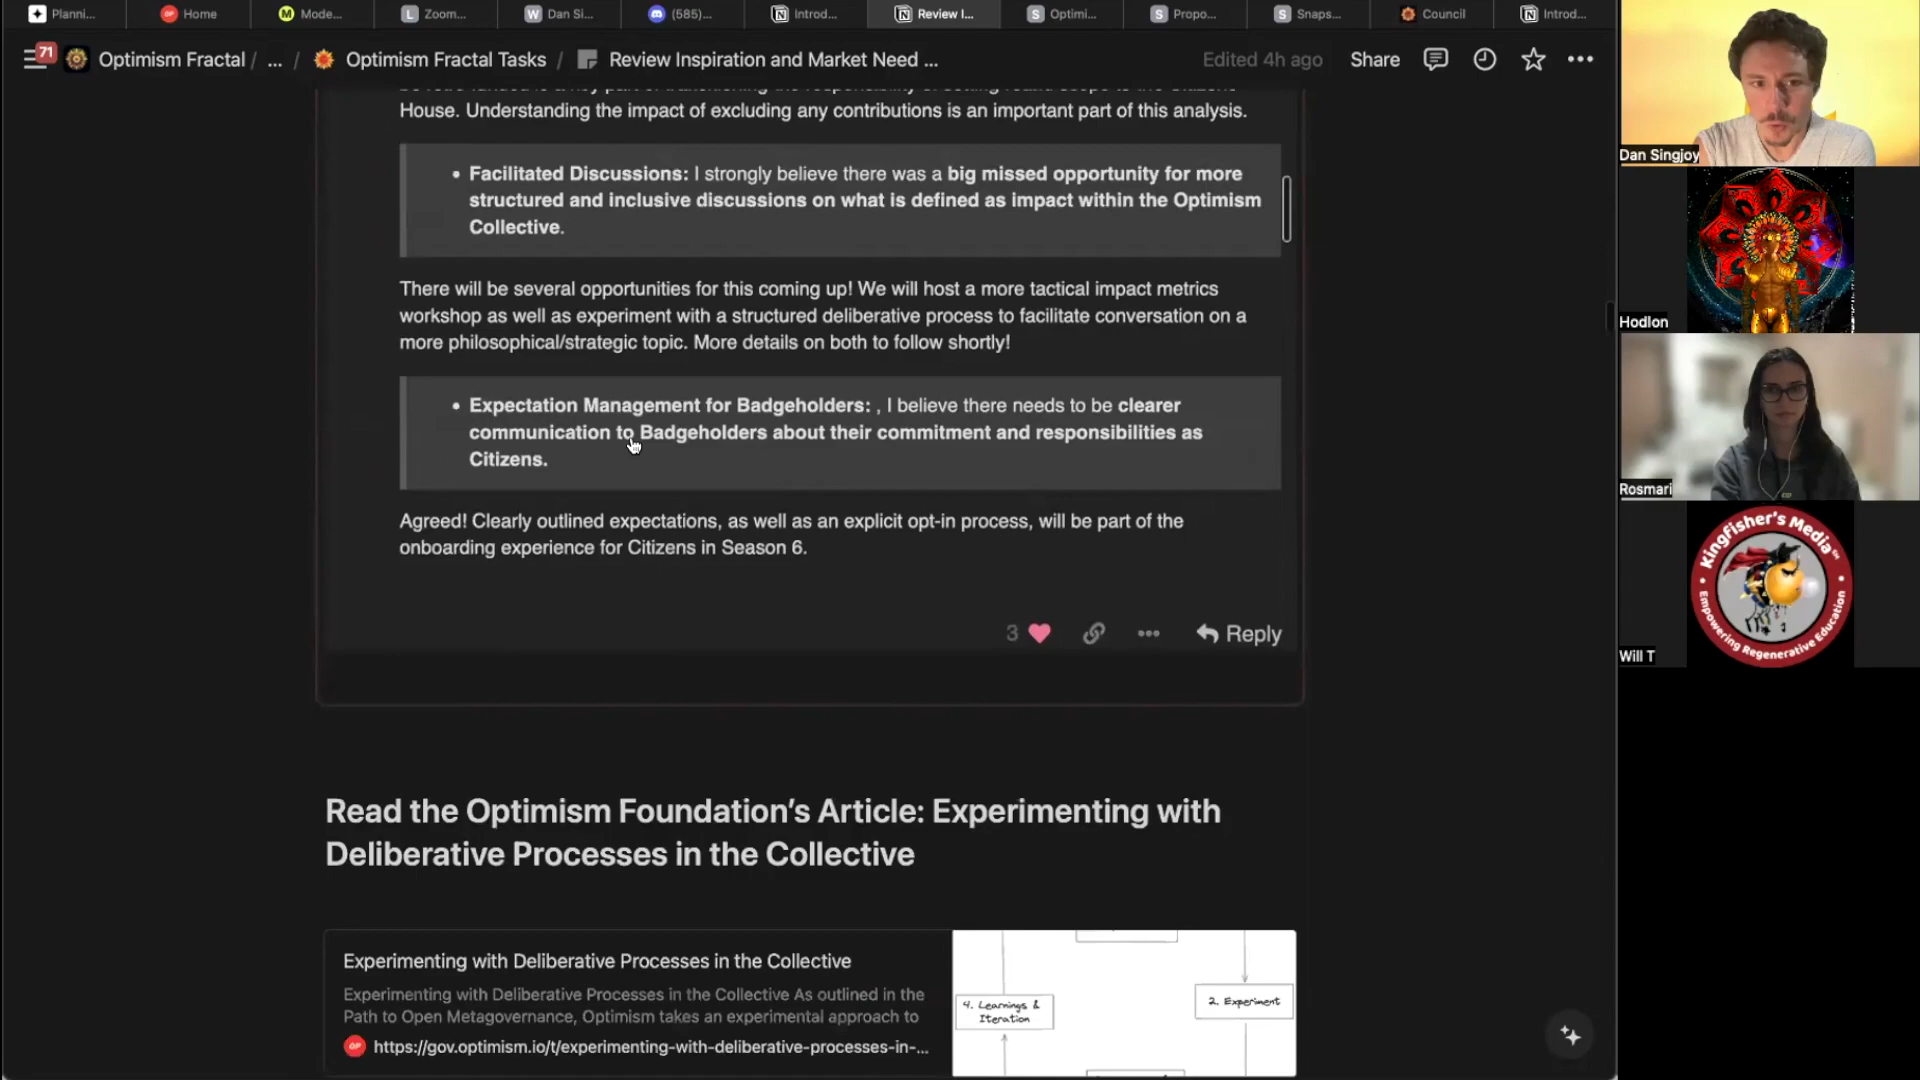 Planni...
Home
Mode...
Zoom...
Dan Si...
(585)...
Introd...
Review I...
Optimi...
Propo...
Snaps...
Council
Introd...
71
Optimism Fractal / ... / Optimism Fractal Tasks / Review Inspiration and Market Need ...
Edited 4h ago
Share
House. Understanding the impact of excluding any contributions is an important part of this analysis.
• Facilitated Discussions: I strongly believe there was a big missed opportunity for more
structured and inclusive discussions on what is defined as impact within the Optimism
Collective.
There will be several opportunities for this coming up! We will host a more tactical impact metrics
workshop as well as experiment with a structured deliberative process to facilitate conversation on a
more philosophical/strategic topic. More details on both to follow shortly!
• Expectation Management for Badgeholders: , I believe there needs to be clearer
communication to Badgeholders about their commitment and responsibilities as
Citizens.
Agreed! Clearly outlined expectations, as well as an explicit opt-in process, will be part of the
onboarding experience for Citizens in Season 6.
3
Reply
Read the Optimism Foundation's Article: Experimenting with
Deliberative Processes in the Collective
Experimenting with Deliberative Processes in the Collective
Experimenting with Deliberative Processes in the Collective As outlined in the
Path to Open Metagovernance, Optimism takes an experimental approach to
OP
https://gov.optimism.io/t/experimenting-with-deliberative-processes-in-...
4. Learnings &
Iteration
2. Experiment
Dan Singjoy
Hodlon
Rosmari
Kingfisher's Media SM
Empowering Regenerative Education
Will T